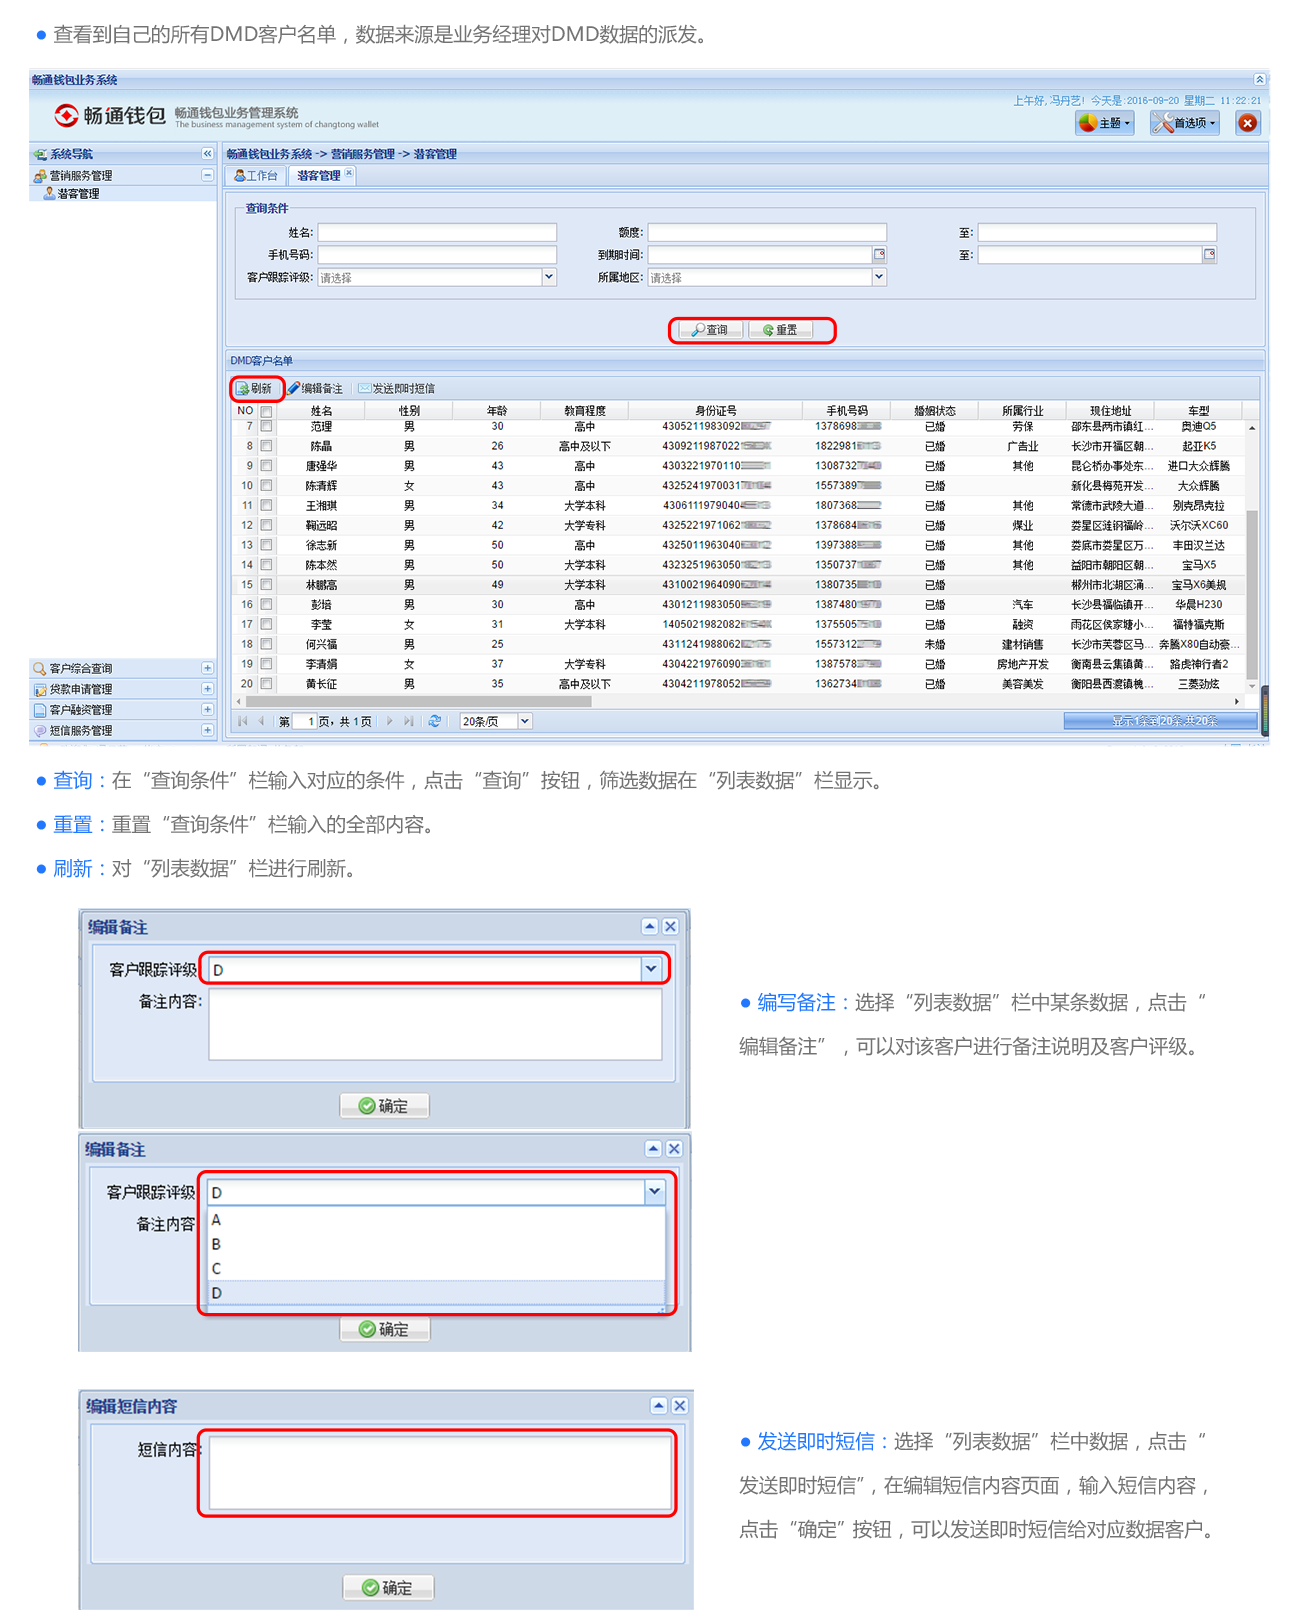 ● 查看到自己的所有DMD客户名单，数据来源是业务经理对DMD数据的派发。
畅通钱包业务系统
上午好,冯丹艺! 今天是:2016-09-20 星期二 11:22:21
畅通钱包 畅通钱包业务管理系统
The business management system of changtong wallet
主题 首选项
系统导航
畅通钱包业务系统 -> 营销服务管理 -> 潜客管理
营销服务管理
工作台 潜客管理
潜客管理
查询条件
姓名: 额度: 至:
手机号码: 到期时间: 至:
客户跟踪评级: 请选择 所属地区: 请选择
查询 重置
DMD客户名单
刷新 编辑备注 发送即时短信
NO 姓名 性别 年龄 教育程度 身份证号 手机号码 婚姻状态 所属行业 现住地址 车型
7 范理 男 30 高中 4305211983092 1378698 已婚 劳保 邵东县两市镇红... 奥迪Q5
8 陈晶 男 26 高中及以下 4309211987022 1822981 已婚 广告业 长沙市开福区朝... 起亚K5
9 唐强华 男 43 高中 4303221970110 1308732 已婚 其他 昆仑桥办事处东... 进口大众辉腾
10 陈清辉 女 43 高中 4325241970031 1557389 已婚 新化县梅苑开发... 大众辉腾
11 王湘琪 男 34 大学本科 4306111979040 1807368 已婚 其他 常德市武陵大道... 别克昂克拉
12 鞠远昭 男 42 大学专科 4325221971062 1378684 已婚 煤业 娄星区涟钢福岭... 沃尔沃XC60
13 徐志新 男 50 高中 4325011963040 1397388 已婚 其他 娄底市娄星区万... 丰田汉兰达
14 陈本然 男 50 大学本科 4323251963050 1350737 已婚 其他 益阳市朝阳区朝... 宝马X5
15 林鹏高 男 49 大学本科 4310021964090 1380735 已婚 郴州市北湖区涌... 宝马X6美规
16 彭培 男 30 高中 4301211983050 1387480 已婚 汽车 长沙县福临镇开... 华晨H230
17 李莹 女 31 大学本科 1405021982082 1375505 已婚 融资 雨花区侯家塘小... 福特福克斯
18 何兴福 男 25 4311241988062 1557312 未婚 建材销售 长沙市芙蓉区马... 奔腾X80自动豪...
19 李清娟 女 37 大学专科 4304221976090 1387578 已婚 房地产开发 衡南县云集镇黄... 路虎神行者2
20 黄长征 男 35 高中及以下 4304211978052 1362734 已婚 美容美发 衡阳县西渡镇槐... 三菱劲炫
客户综合查询
贷款申请管理
客户融资管理
短信服务管理
第 1 页，共 1 页 20条/页 显示1条到20条,共20条
● 查询：在“查询条件”栏输入对应的条件，点击“查询”按钮，筛选数据在“列表数据”栏显示。
● 重置：重置“查询条件”栏输入的全部内容。
● 刷新：对“列表数据”栏进行刷新。
编辑备注
客户跟踪评级 D
备注内容:
确定
● 编写备注：选择“列表数据”栏中某条数据，点击“
编辑备注”，可以对该客户进行备注说明及客户评级。
编辑备注
客户跟踪评级 D
备注内容
A
B
C
D
确定
编辑短信内容
短信内容:
确定
● 发送即时短信：选择“列表数据”栏中数据，点击“
发送即时短信”，在编辑短信内容页面，输入短信内容，
点击“确定”按钮，可以发送即时短信给对应数据客户。